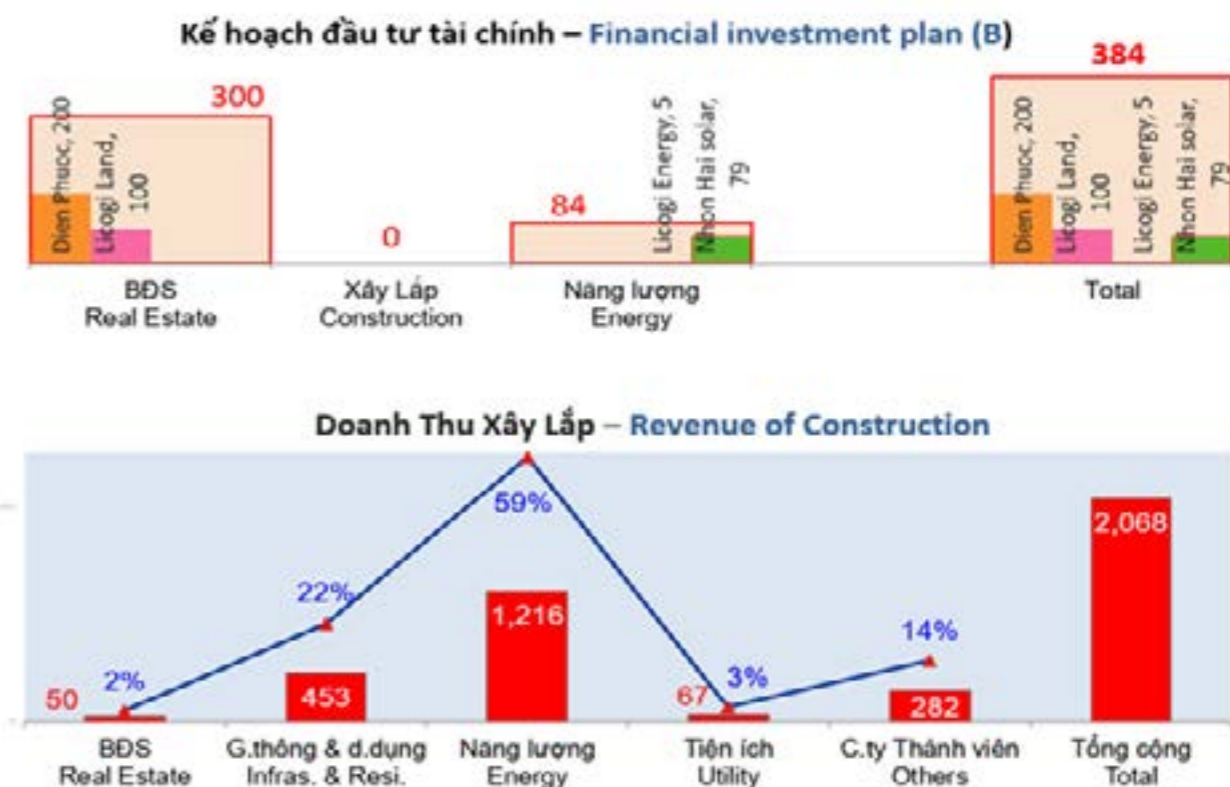 Kế hoạch đầu tư tài chính – Financial investment plan (B)
300
Dien Phuoc, 200
Licogi Land,
100
0
84
Licogi Energy, 5
Nhon Hai solar,
79
384
Dien Phuoc, 200
Licogi Land,
100
Licogi Energy, 5
Nhon Hai solar,
79
BĐS
Real Estate
Xây Lắp
Construction
Năng lượng
Energy
Total
Doanh Thu Xây Lắp – Revenue of Construction
50
2%
22%
453
59%
1,216
67
3%
14%
282
2,068
BĐS
Real Estate
G.thông & d.dụng
Infras. & Resi.
Năng lượng
Energy
Tiện ích
Utility
C.ty Thành viên
Others
Tổng cộng
Total